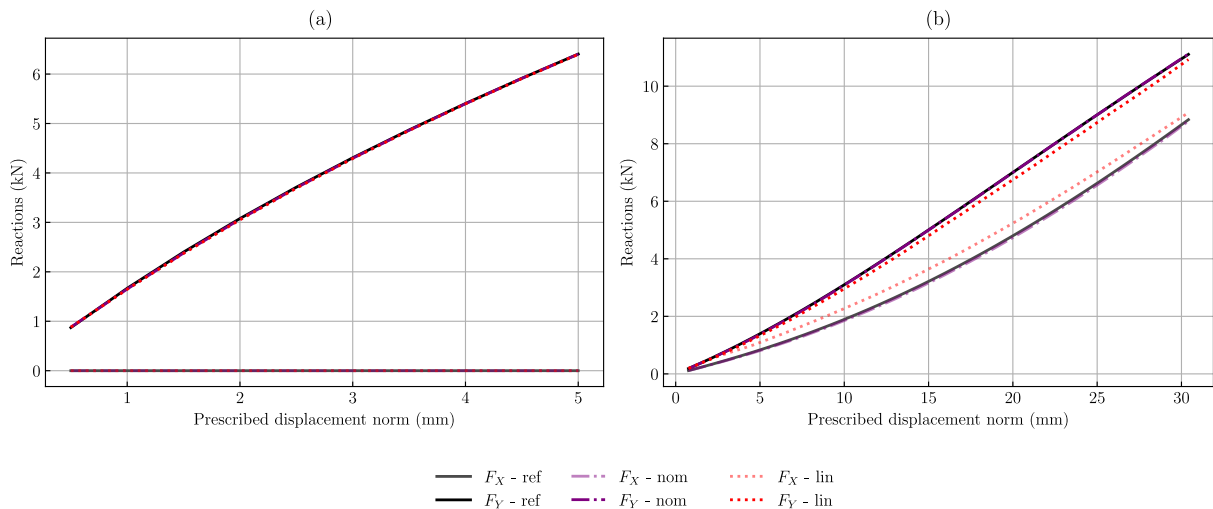 (a)
(b)
Reactions (kN)
6
5
4
3
2
1
0
1 2 3 4 5
Prescribed displacement norm (mm)
Reactions (kN)
10
8
6
4
2
0
0 5 10 15 20 25 30
Prescribed displacement norm (mm)
F_X - ref F_X - nom F_X - lin
F_Y - ref F_Y - nom F_Y - lin